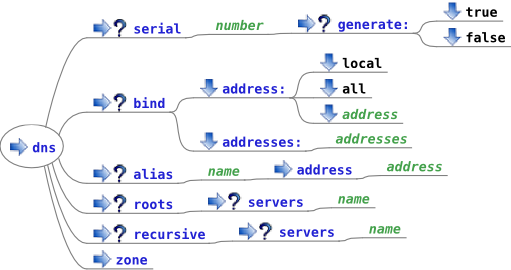 dns
? serial number ? generate: true
false
? bind address: local
all
address
addresses: addresses
? alias name address address
? roots ? servers name
? recursive ? servers name
zone